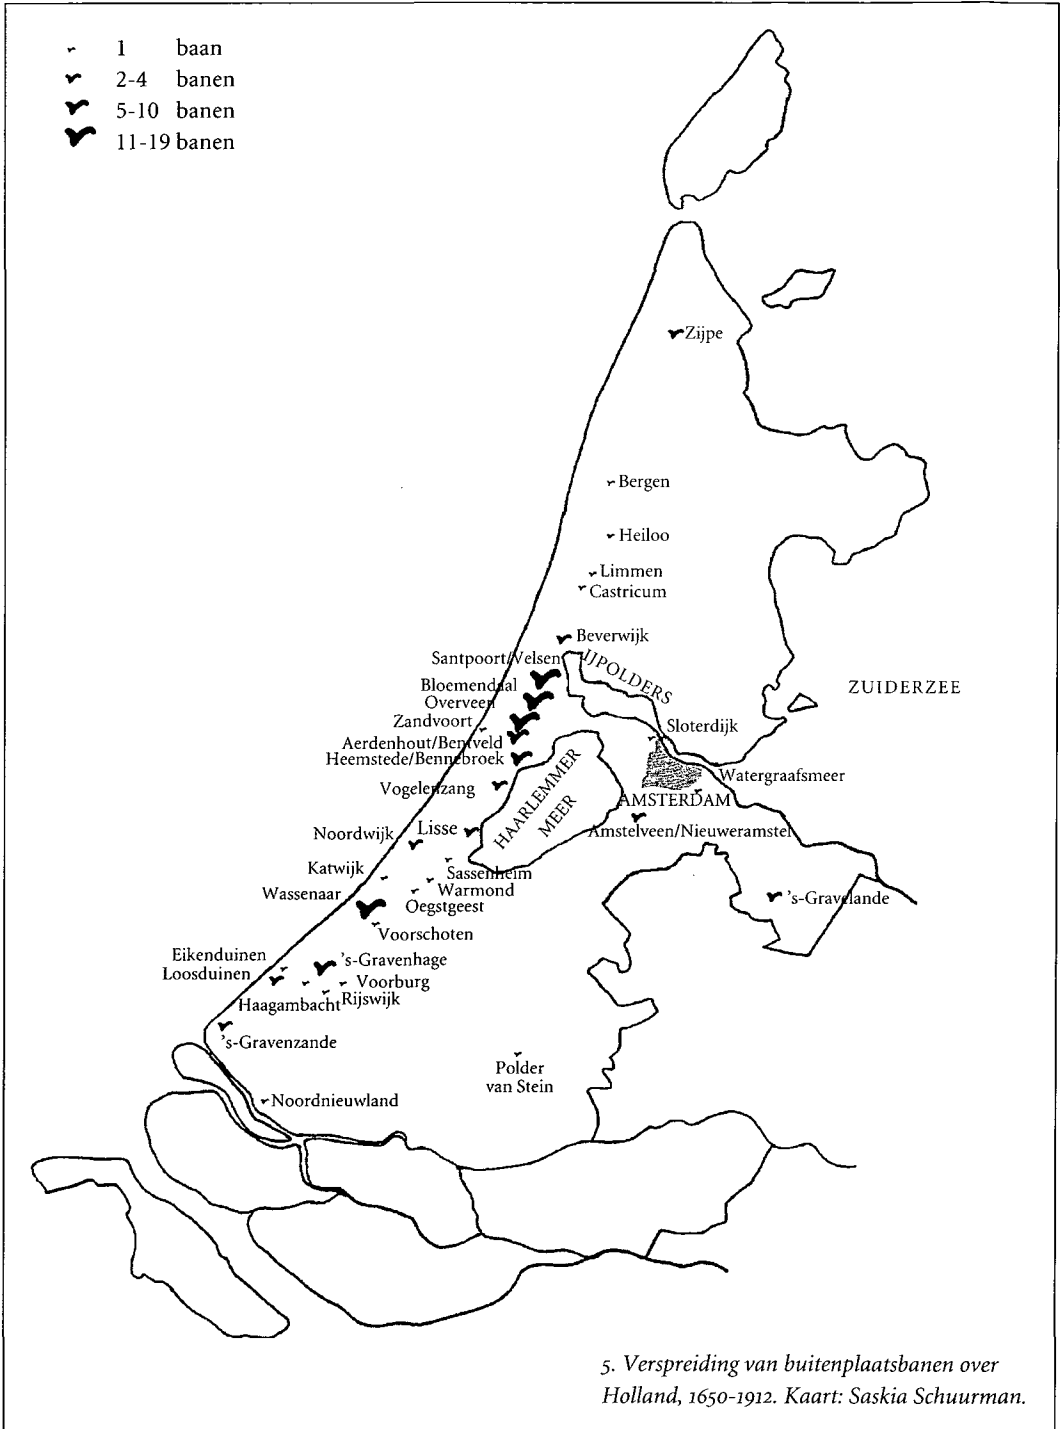 1 baan
2-4 banen
5-10 banen
11-19 banen
Zijpe
Bergen
Heiloo
Limmen
Castricum
Beverwijk
Santpoort/Velsen
IJPOLDERS
Bloemendaal
Overveen
ZUIDERZEE
Zandvoort
Sloterdijk
Aerdenhout/Bentveld
Heemstede/Bennebroek
Watergraafsmeer
Vogelenzang
HAARLEMMER
MEER
AMSTERDAM
Amstelveen/Nieuweramstel
Noordwijk
Lisse
Katwijk
Sassenheim
Warmond
Wassenaar
Oegstgeest
's-Gravelande
Voorschoten
Eikenduinen
's-Gravenhage
Loosduinen
Voorburg
Haagambacht
Rijswijk
's-Gravenzande
Polder
van Stein
Noordnieuwland
5. Verspreiding van buitenplaatsbanen over
Holland, 1650-1912. Kaart: Saskia Schuurman.